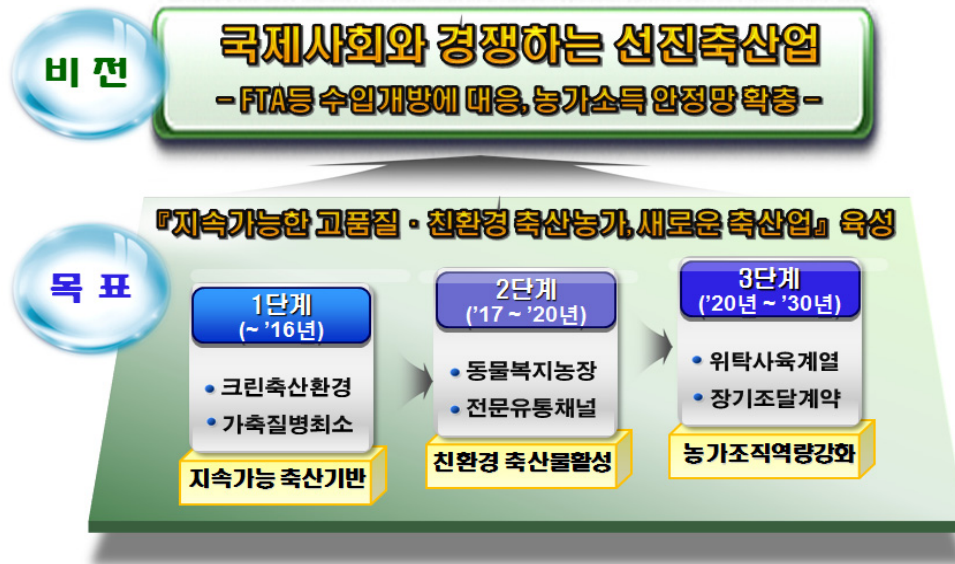 비 전
국제사회와 경쟁하는 선진축산업
- FTA등 수입개방에 대응, 농가소득 안정망 확충 -
『지속가능한 고품질 · 친환경 축산농가, 새로운 축산업』 육성
목 표
1단계
(~ ’16년)
• 크린축산환경
• 가축질병최소
지속가능 축산기반
2단계
(’17 ~ ’20년)
• 동물복지농장
• 전문유통채널
친환경 축산물활성
3단계
(’20년 ~ ’30년)
• 위탁사육계열
• 장기조달계약
농가조직역량강화